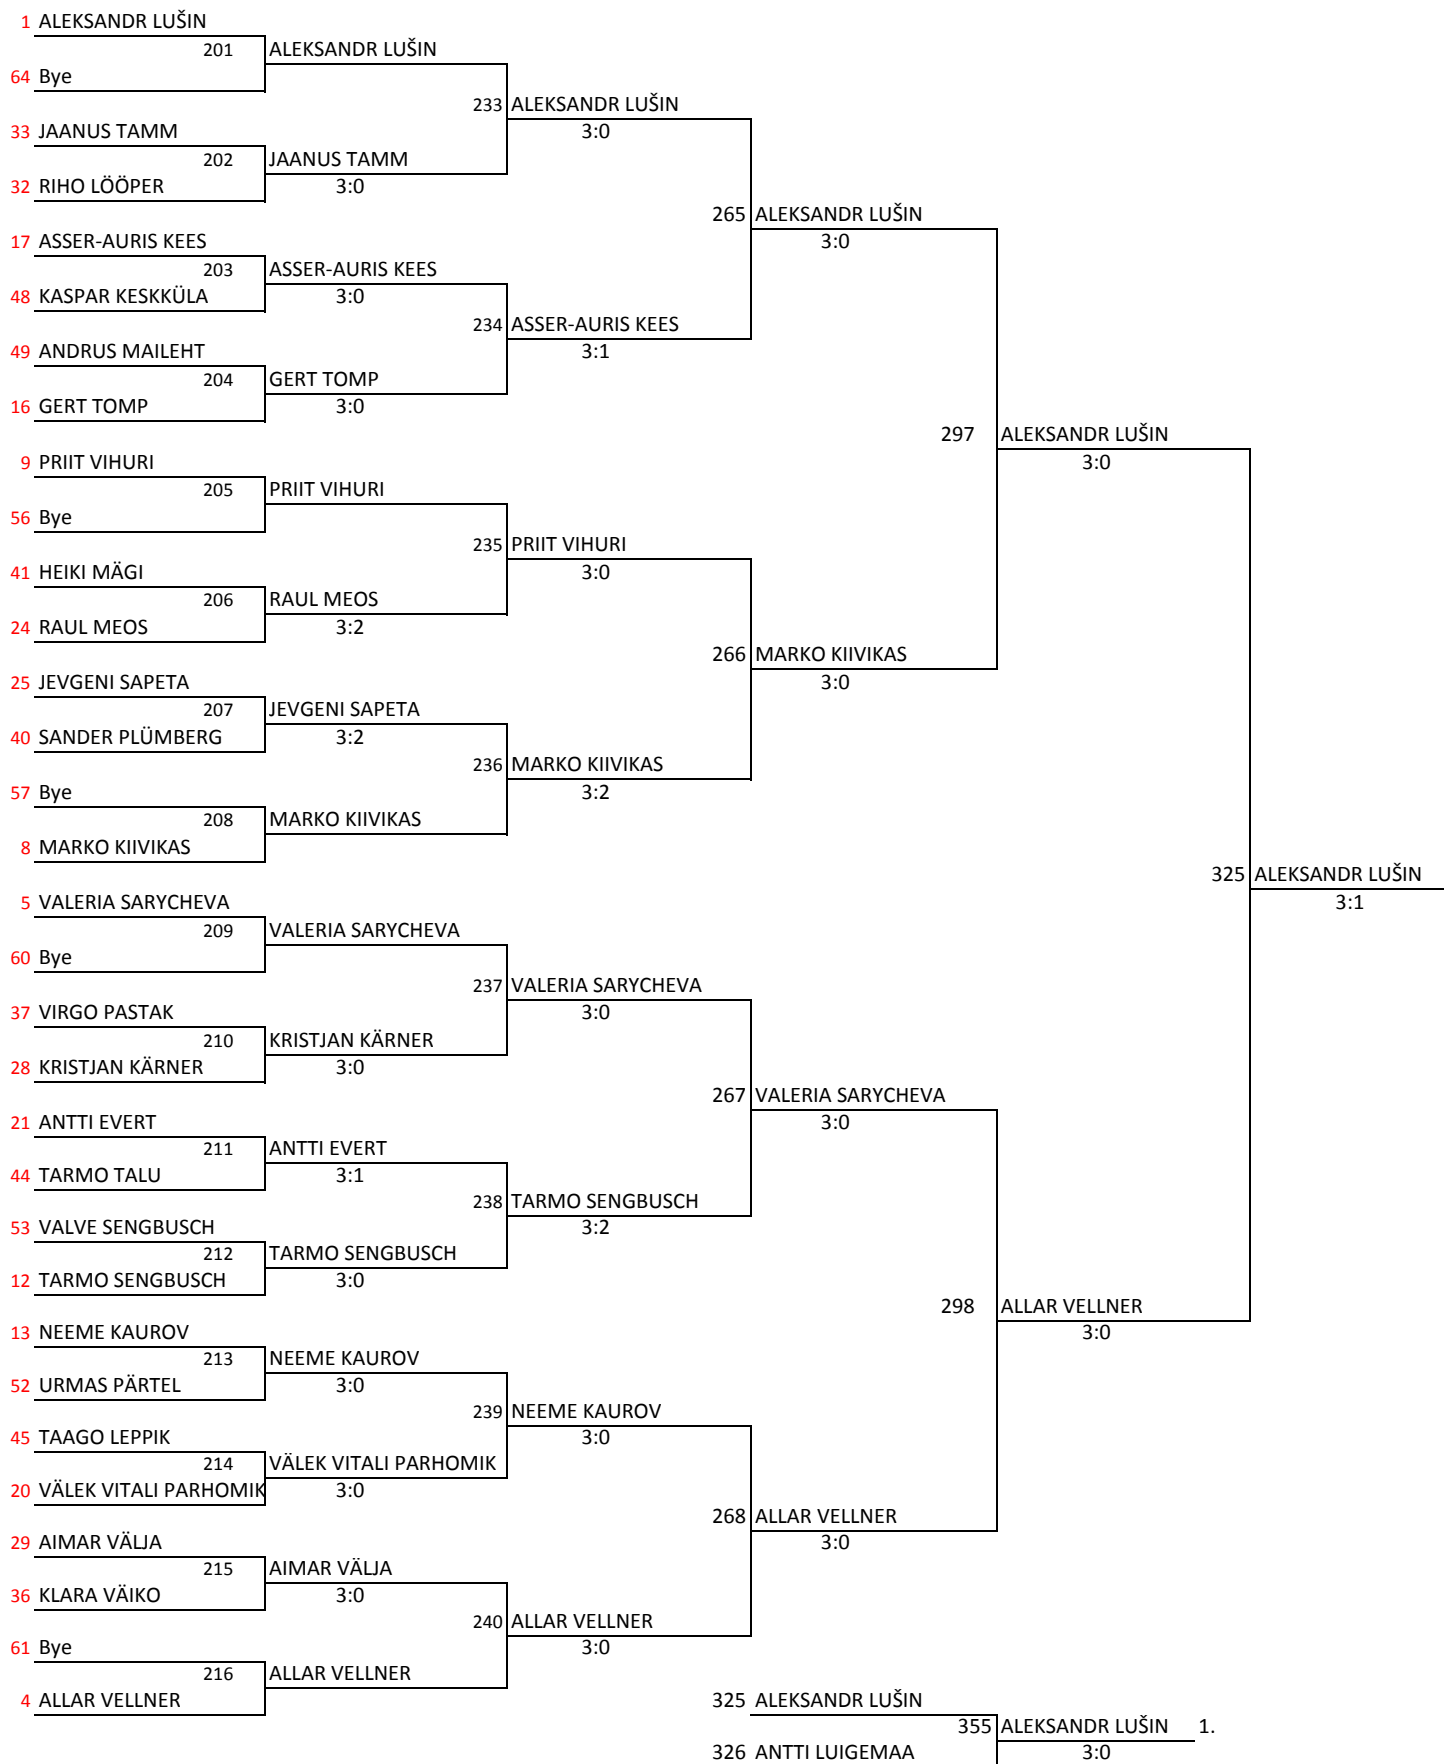 1 ALEKSANDR LUŠIN
201 ALEKSANDR LUŠIN
64 Bye
233 ALEKSANDR LUŠIN
3:0
33 JAANUS TAMM
202 JAANUS TAMM
32 RIHO LÖÖPER 3:0
265 ALEKSANDR LUŠIN
3:0
17 ASSER-AURIS KEES
203 ASSER-AURIS KEES
48 KASPAR KESKKÜLA 3:0
234 ASSER-AURIS KEES
3:1
49 ANDRUS MAILEHT
204 GERT TOMP
16 GERT TOMP 3:0
297 ALEKSANDR LUŠIN
3:0
9 PRIIT VIHURI
205 PRIIT VIHURI
56 Bye
235 PRIIT VIHURI
3:0
41 HEIKI MÄGI
206 RAUL MEOS
24 RAUL MEOS 3:2
266 MARKO KIIVIKAS
3:0
25 JEVGENI SAPETA
207 JEVGENI SAPETA
40 SANDER PLÜMBERG 3:2
236 MARKO KIIVIKAS
3:2
57 Bye
208 MARKO KIIVIKAS
8 MARKO KIIVIKAS
325 ALEKSANDR LUŠIN
3:1
5 VALERIA SARYCHEVA
209 VALERIA SARYCHEVA
60 Bye
237 VALERIA SARYCHEVA
3:0
37 VIRGO PASTAK
210 KRISTJAN KÄRNER
28 KRISTJAN KÄRNER 3:0
267 VALERIA SARYCHEVA
3:0
21 ANTTI EVERT
211 ANTTI EVERT
44 TARMO TALU 3:1
238 TARMO SENGBUSCH
3:2
53 VALVE SENGBUSCH
212 TARMO SENGBUSCH
12 TARMO SENGBUSCH 3:0
298 ALLAR VELLNER
3:0
13 NEEME KAUROV
213 NEEME KAUROV
52 URMAS PÄRTEL 3:0
239 NEEME KAUROV
3:0
45 TAAGO LEPPIK
214 VÄLEK VITALI PARHOMIK
20 VÄLEK VITALI PARHOMIK 3:0
268 ALLAR VELLNER
3:0
29 AIMAR VÄLJA
215 AIMAR VÄLJA
36 KLARA VÄIKO 3:0
240 ALLAR VELLNER
3:0
61 Bye
216 ALLAR VELLNER
4 ALLAR VELLNER
325 ALEKSANDR LUŠIN
355 ALEKSANDR LUŠIN 1.
326 ANTTI LUIGEMAA 3:0